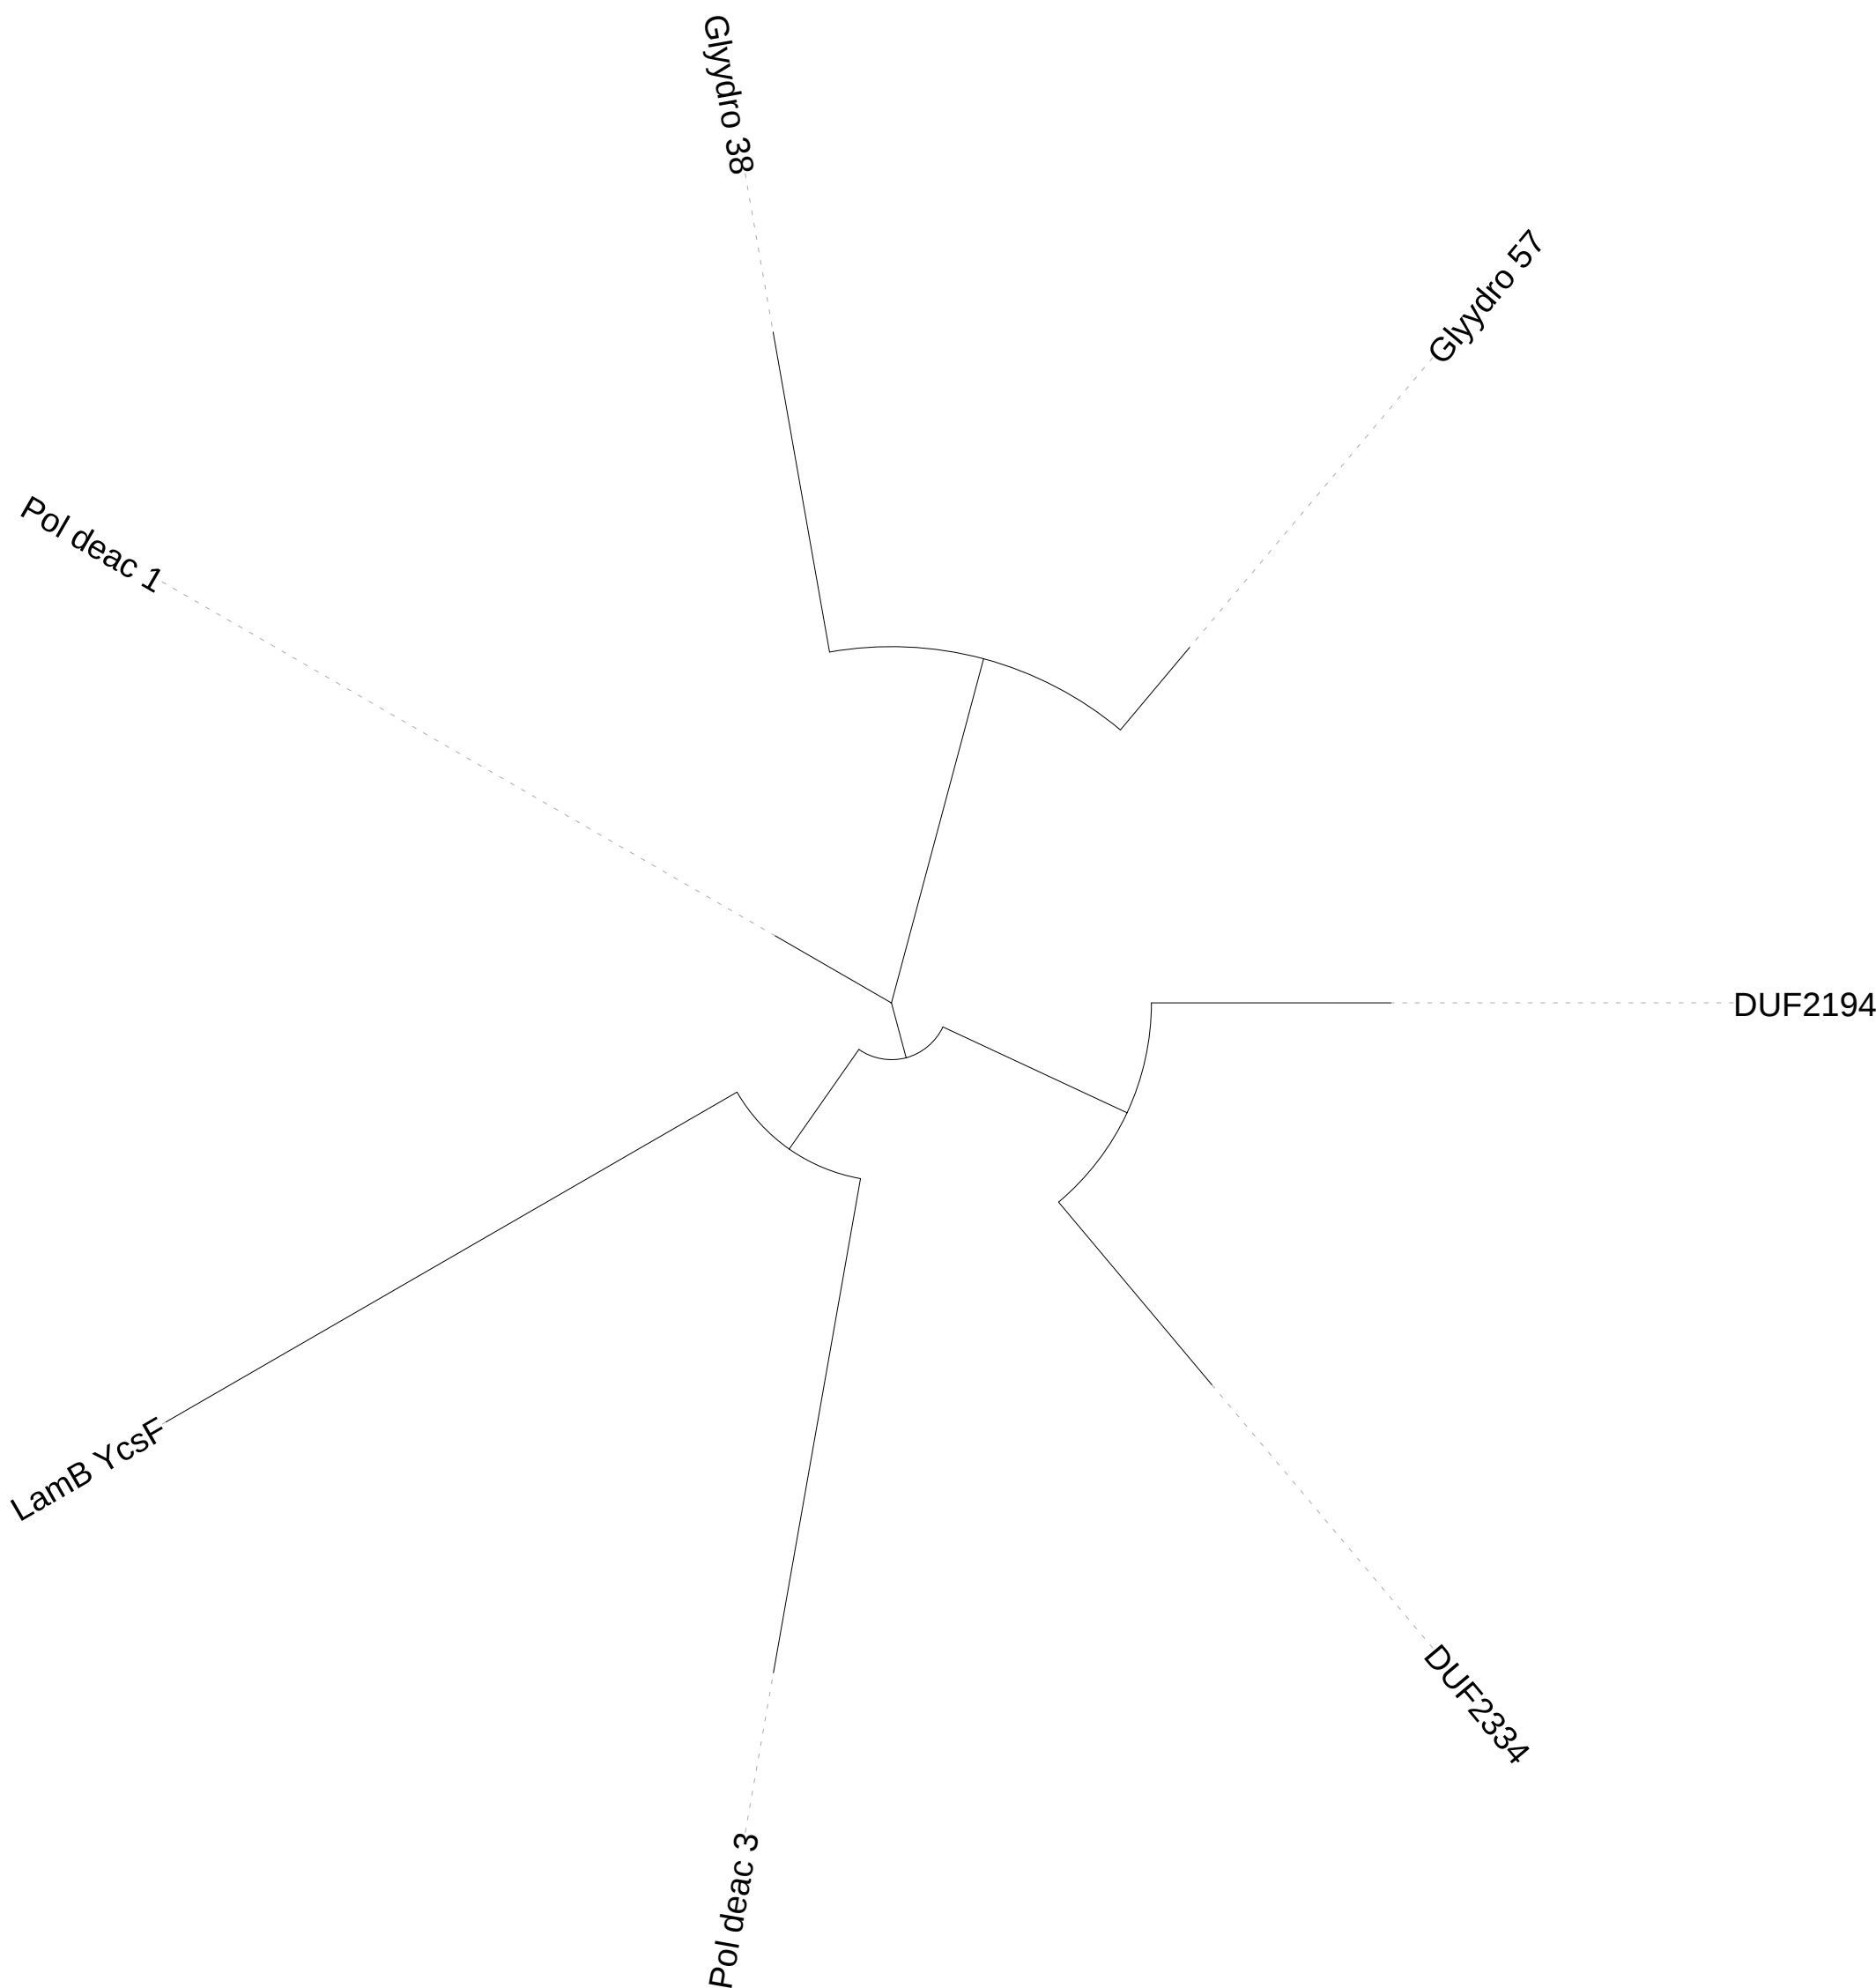 Glyydro 38
Glyydro 57
Pol deac 1
DUF2194
LamB YcsF
DUF2334
Pol deac 3